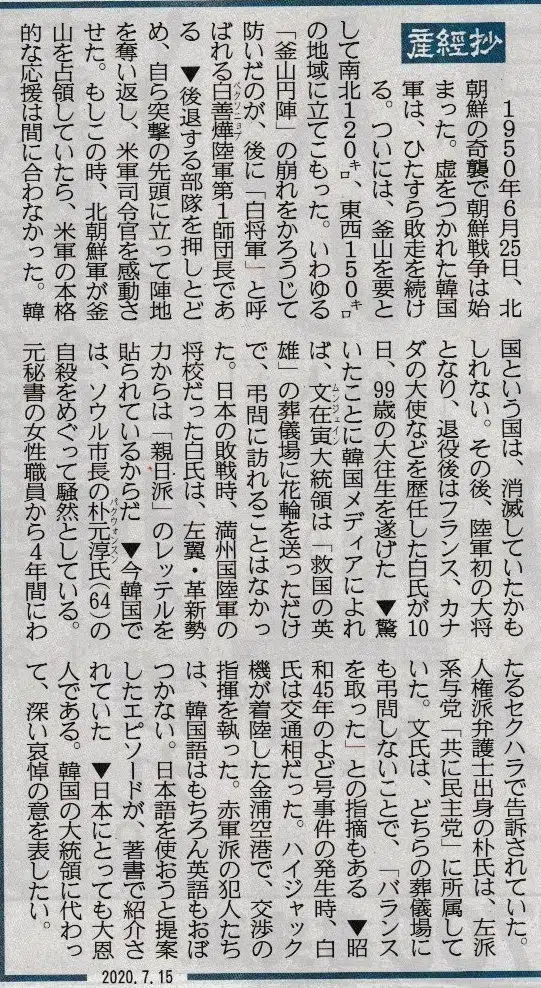 産經抄
1950年6月25日、北
朝鮮の奇襲で朝鮮戦争は始
まった。虚をつかれた韓国
軍は、ひたすら敗走を続け
る。ついには、釜山を要と
して南北120キロ、東西150キロ
の地域に立てこもった。いわゆる
「釜山円陣」の崩れをかろうじて
防いだのが、後に「白将軍」と呼
ばれる白善燁陸軍第1師団長であ
る ▼後退する部隊を押しとど
め、自ら突撃の先頭に立って陣地
を奪い返し、米軍司令官を感動さ
せた。もしこの時、北朝鮮軍が釜
山を占領していたら、米軍の本格
的な応援は間に合わなかった。韓
国という国は、消滅していたかも
しれない。その後、陸軍初の大将
となり、退役後はフランス、カナ
ダの大使などを歴任した白氏が10
日、99歳の大往生を遂げた ▼驚
いたことに韓国メディアによれ
ば、文在寅大統領は「救国の英
雄」の葬儀場に花輪を送っただけ
で、弔問に訪れることはなかっ
た。日本の敗戦時、満州国陸軍の
将校だった白氏は、左翼・革新勢
力からは「親日派」のレッテルを
貼られているからだ ▼今韓国で
は、ソウル市長の朴元淳氏(64)の
自殺をめぐって騒然としている。
元秘書の女性職員から4年間にわ
たるセクハラで告訴されていた。
人権派弁護士出身の朴氏は、左派
系与党「共に民主党」に所属して
いた。文氏は、どちらの葬儀場に
も弔問しないことで、「バランス
を取った」との指摘もある ▼昭
和45年のよど号事件の発生時、白
氏は交通相だった。ハイジャック
機が着陸した金浦空港で、交渉の
指揮を執った。赤軍派の犯人たち
は、韓国語はもちろん英語もおぼ
つかない。日本語を使おうと提案
したエピソードが、著書で紹介さ
れていた ▼日本にとっても大恩
人である。韓国の大統領に代わっ
て、深い哀悼の意を表したい。
2020.7.15